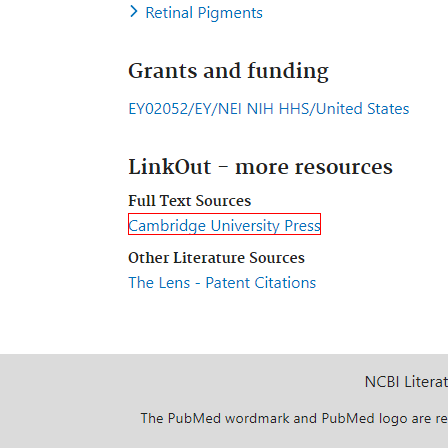 Retinal Pigments
Grants and funding
EY02052/EY/NEI NIH HHS/United States
LinkOut - more resources
Full Text Sources
Cambridge University Press
Other Literature Sources
The Lens - Patent Citations
NCBI Literat
The PubMed wordmark and PubMed logo are re